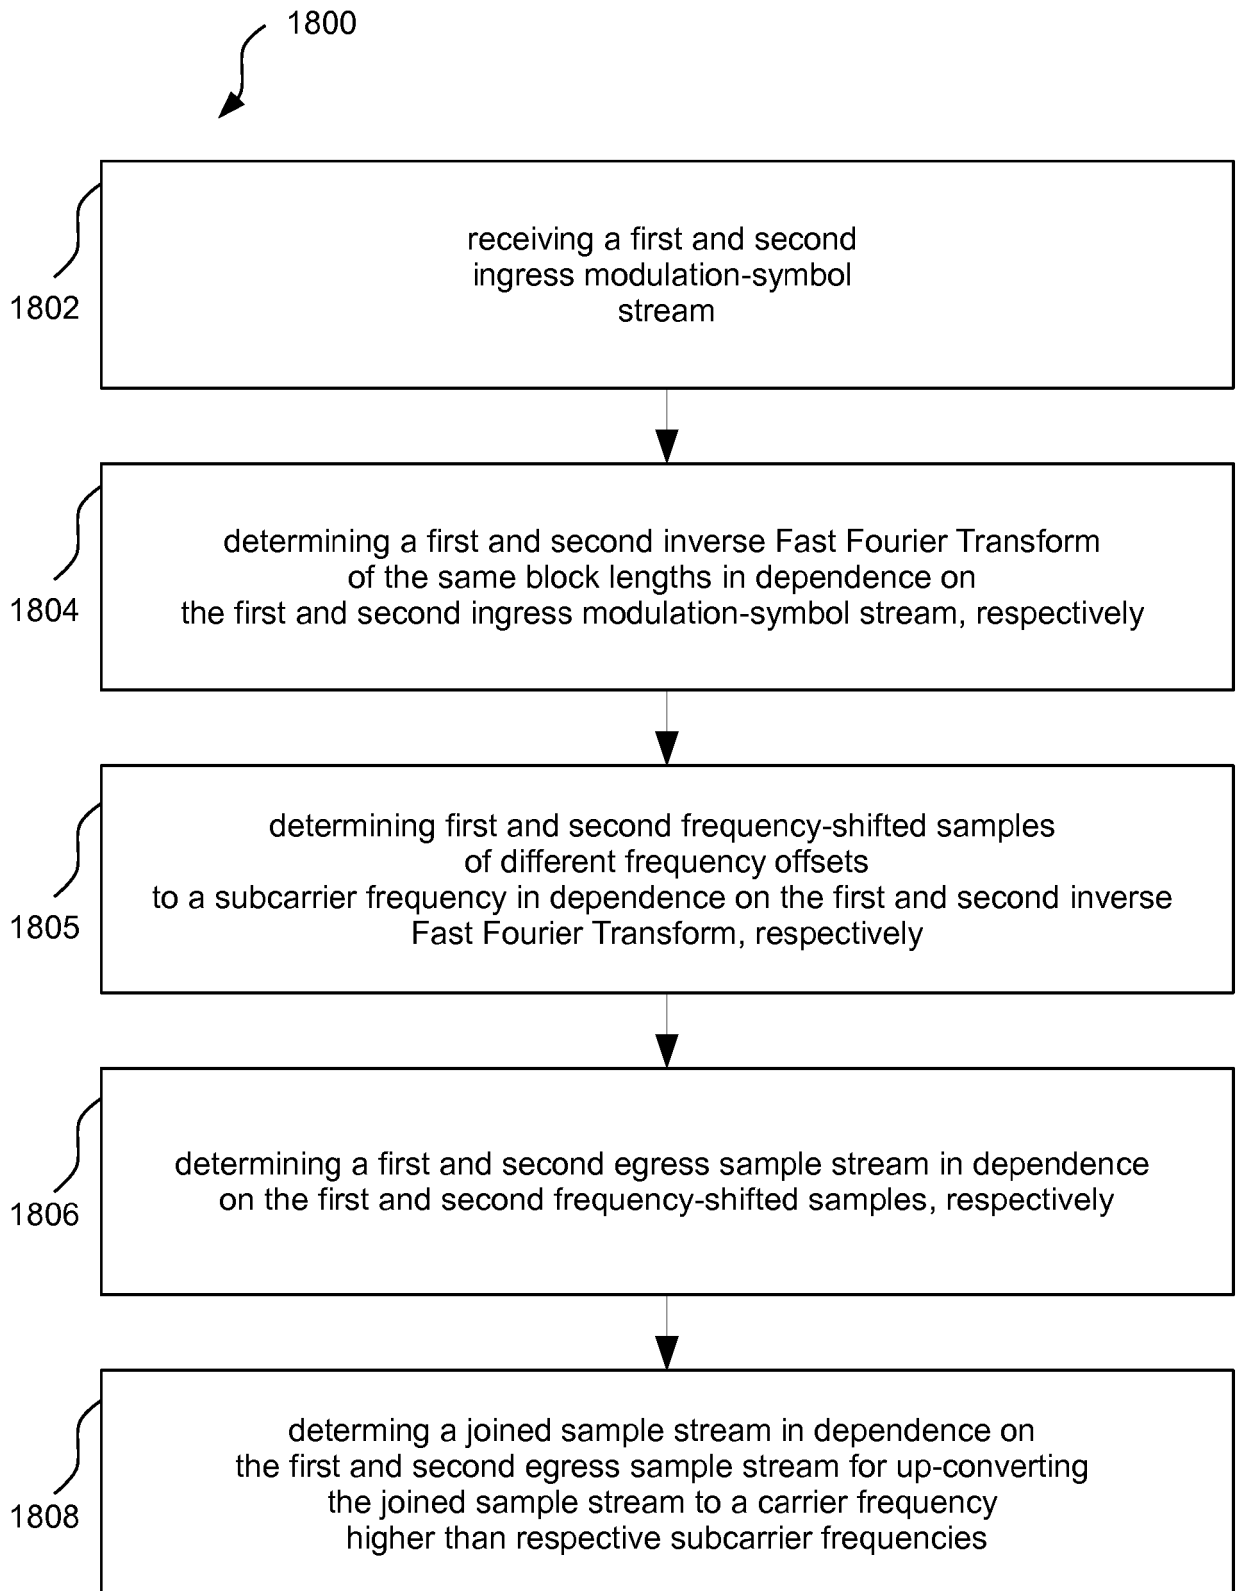 1800
receiving a first and second
ingress modulation-symbol
stream
1802
determining a first and second inverse Fast Fourier Transform
of the same block lengths in dependence on
the first and second ingress modulation-symbol stream, respectively
1804
determining first and second frequency-shifted samples
of different frequency offsets
to a subcarrier frequency in dependence on the first and second inverse
Fast Fourier Transform, respectively
1805
determining a first and second egress sample stream in dependence
on the first and second frequency-shifted samples, respectively
1806
determing a joined sample stream in dependence on
the first and second egress sample stream for up-converting
the joined sample stream to a carrier frequency
higher than respective subcarrier frequencies
1808